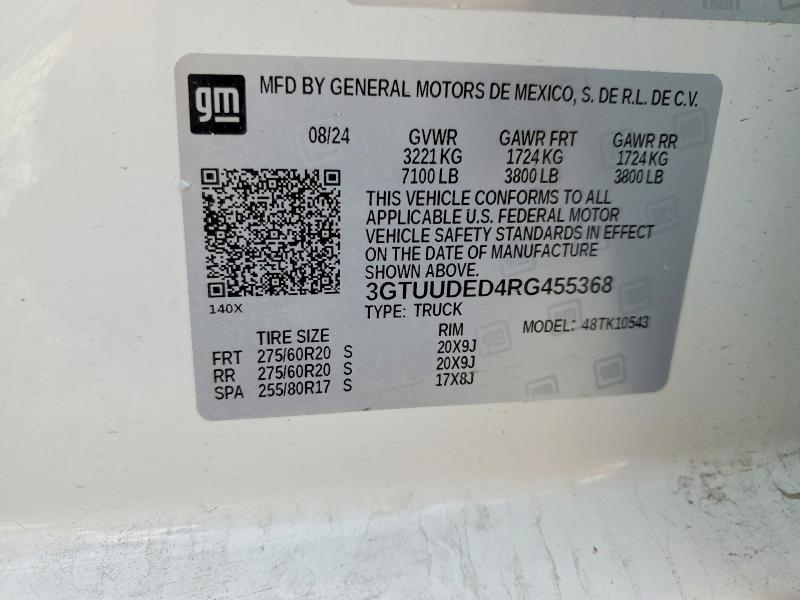 gm
MFD BY GENERAL MOTORS DE MEXICO, S. DE R.L. DE C.V.
08/24 GVWR GAWR FRT GAWR RR
3221 KG 1724 KG 1724 KG
7100 LB 3800 LB 3800 LB
THIS VEHICLE CONFORMS TO ALL
APPLICABLE U.S. FEDERAL MOTOR
VEHICLE SAFETY STANDARDS IN EFFECT
ON THE DATE OF MANUFACTURE
SHOWN ABOVE.
3GTUUDED4RG455368
140X
TYPE: TRUCK
MODEL: 48TK10543
TIRE SIZE RIM
FRT 275/60R20 S 20X9J
RR 275/60R20 S 20X9J
SPA 255/80R17 S 17X8J